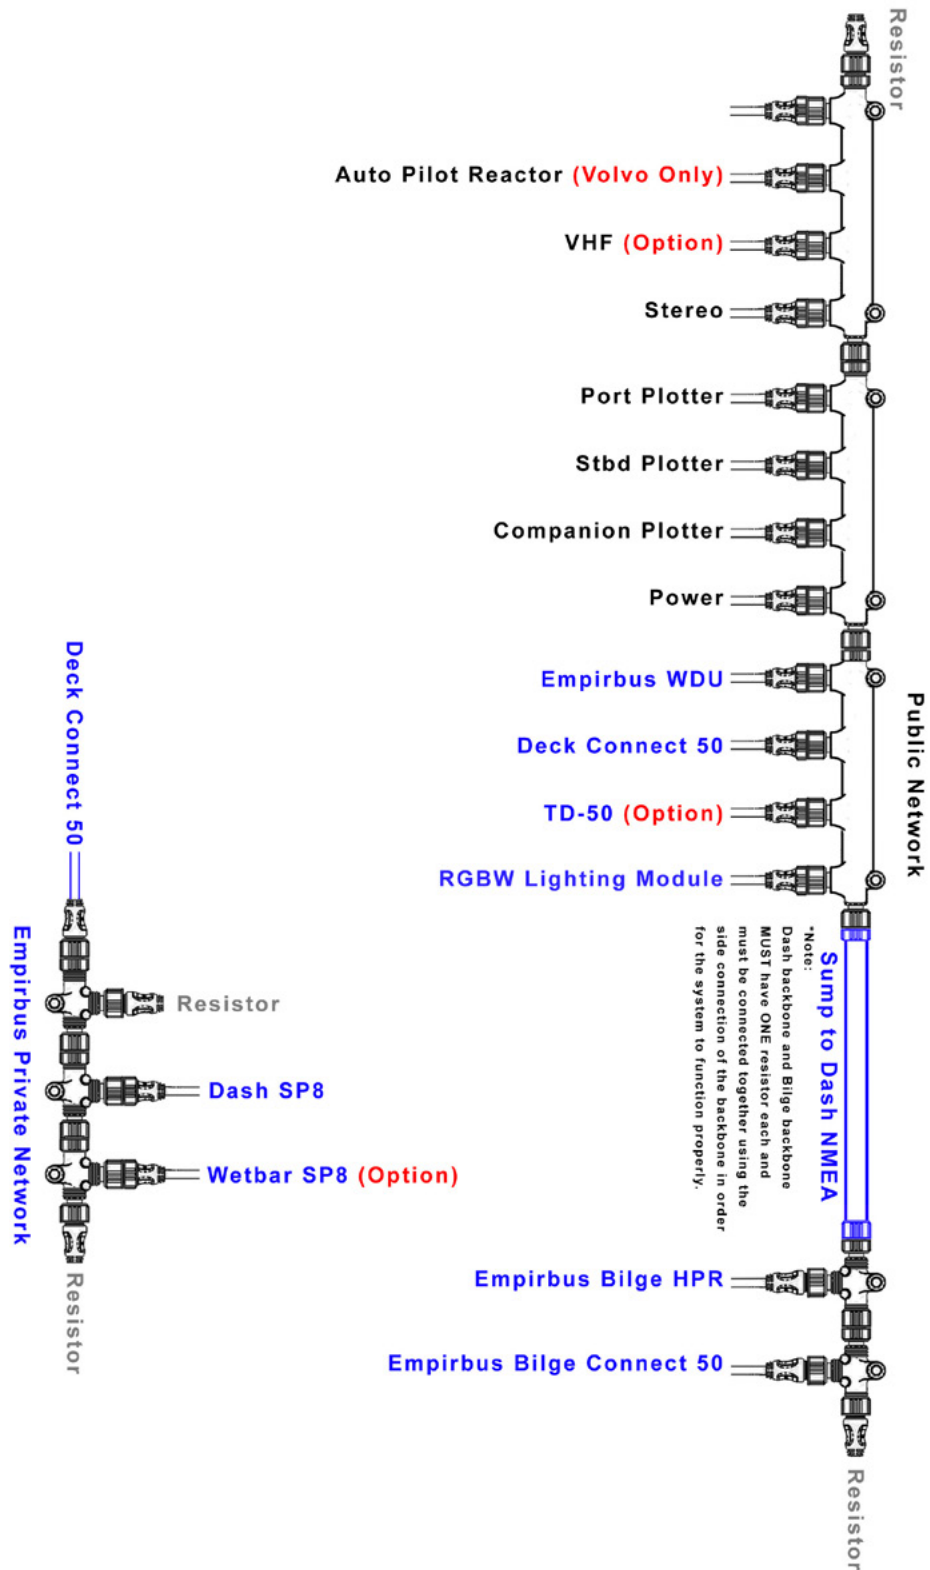 Resistor
Auto Pilot Reactor (Volvo Only)
VHF (Option)
Stereo
Port Plotter
Stbd Plotter
Companion Plotter
Power
Public Network
Empirbus WDU
Deck Connect 50
TD-50 (Option)
RGBW Lighting Module
Sump to Dash NMEA
*Note:
Dash backbone and Bilge backbone
MUST have ONE resistor each and
must be connected together using the
side connection of the backbone in order
for the system to function properly.
Empirbus Bilge HPR
Empirbus Bilge Connect 50
Resistor
Deck Connect 50
Empirbus Private Network
Resistor
Dash SP8
Wetbar SP8 (Option)
Resistor